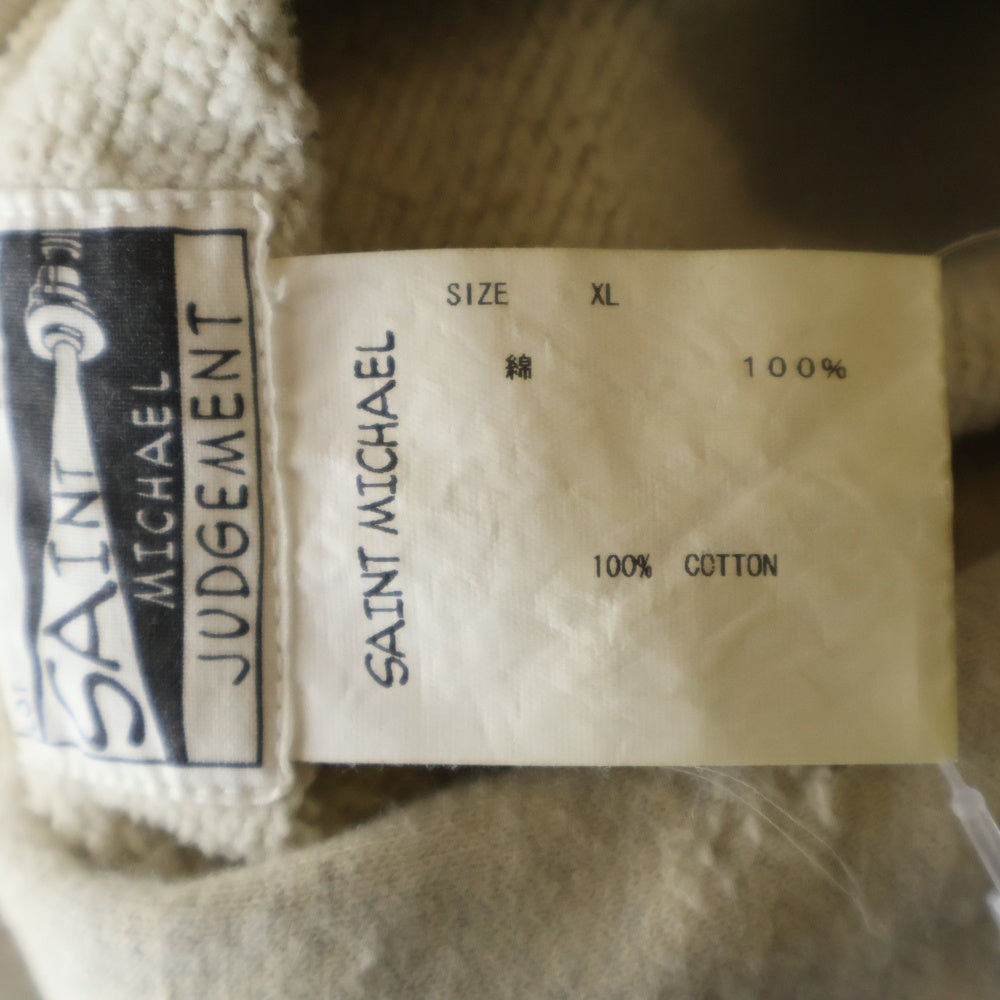 SAINT
MICHAEL
JUDGEMENT
SAINT MICHAEL
SIZE XL
綿 100%
100% COTTON